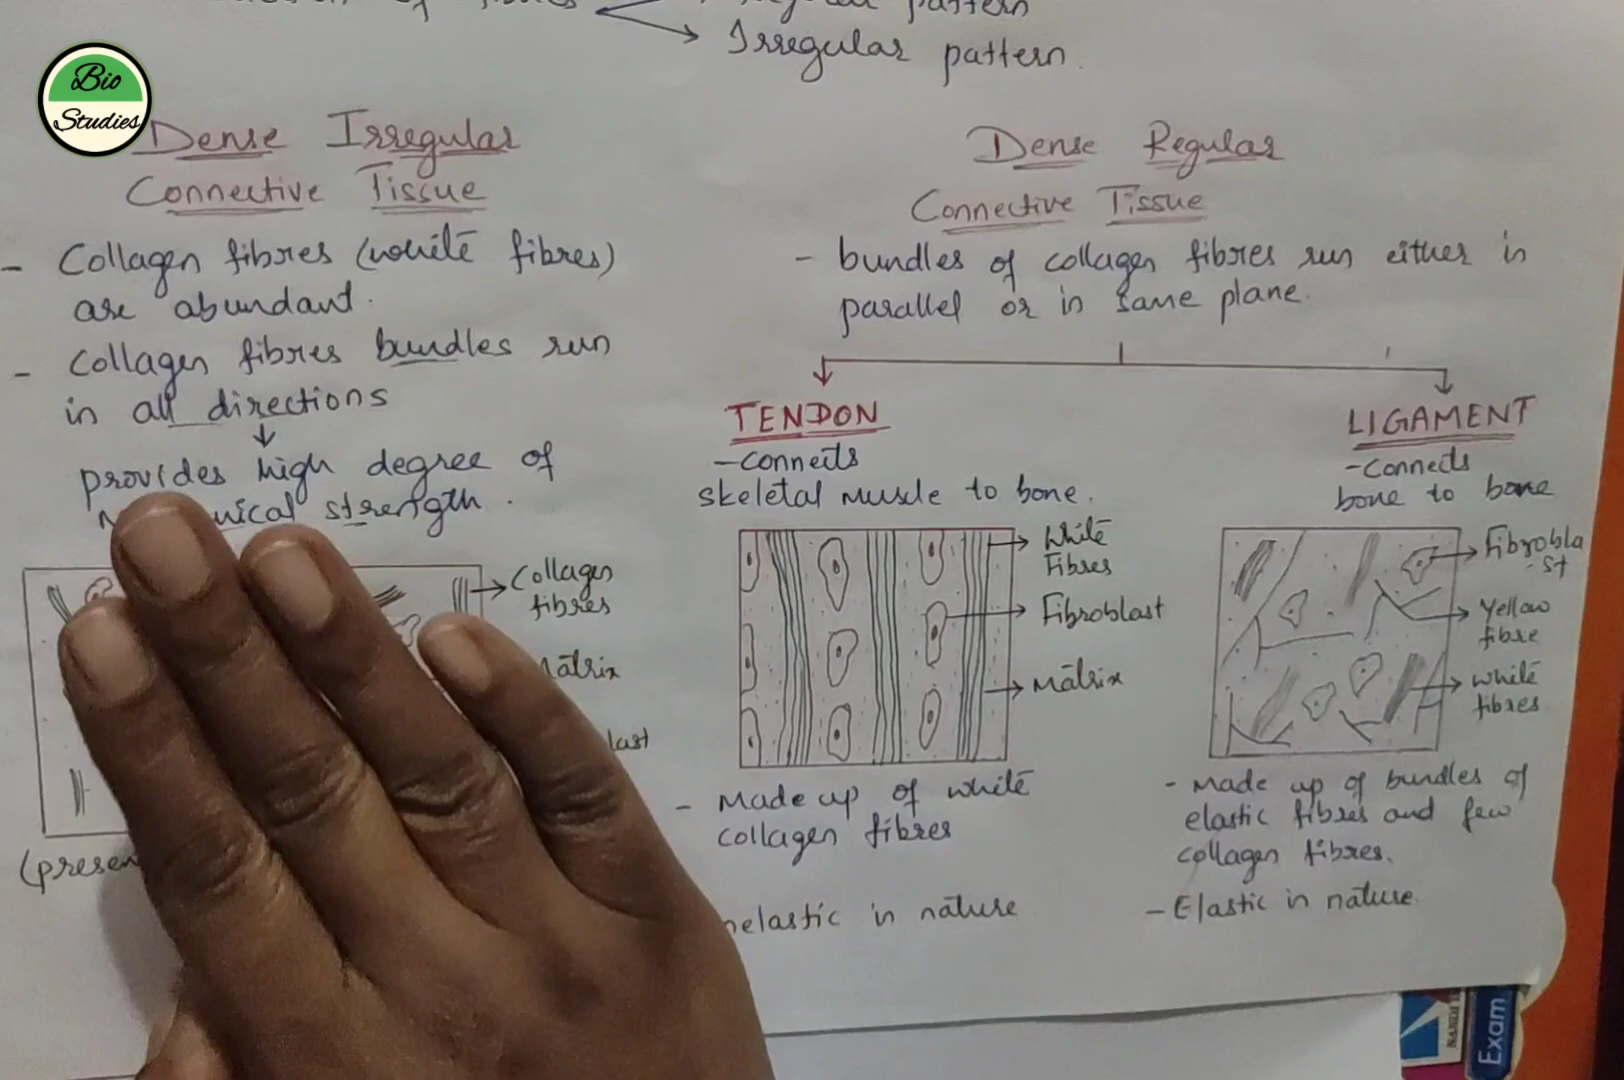 pattern
Irregular pattern.
Bio
Studies
Dense Irregular
Connective Tissue
- Collagen fibres (white fibres)
are abundant.
- Collagen fibres bundles run
in all directions
provides high degree of
strength.
Collagen
fibres
Dense Regular
Connective Tissue
- bundles of collagen fibres run either in
parallel or in same plane.
TENDON
- Connects
skeletal muscle to bone.
White
Fibres
Fibroblast
Matrix
- Made up of white
collagen fibres
in nature
LIGAMENT
- Connects
bone to bone
Fibrobla
st
Yellow
fibre
white
fibres
- Made up of bundles of
elastic fibres and few
collagen fibres.
- Elastic in nature.
Exam